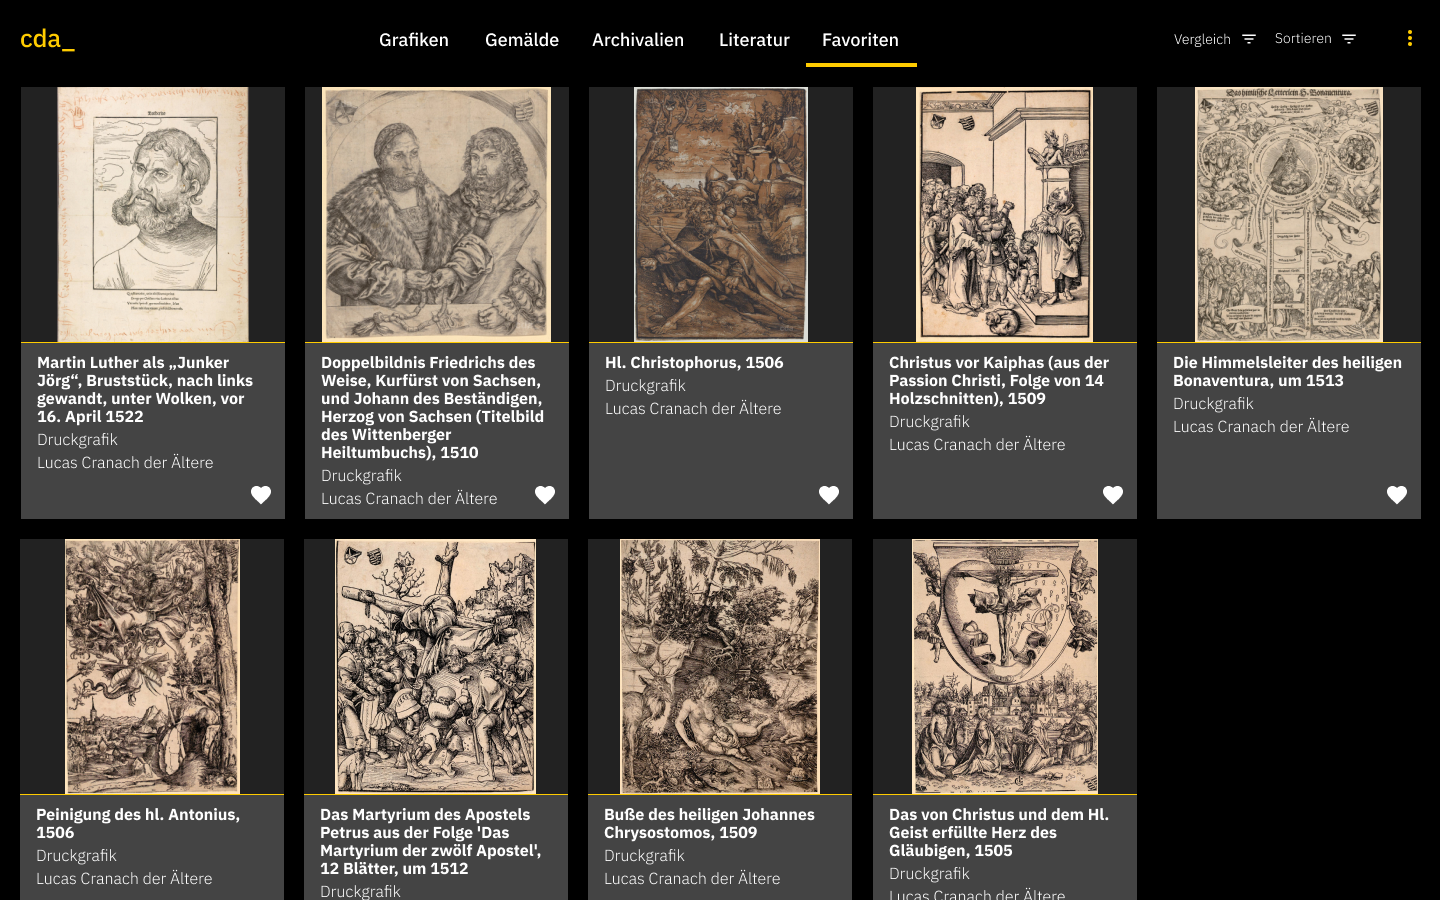 cda_
Grafiken
Gemälde
Archivalien
Literatur
Favoriten
Vergleich
Sortieren
Martin Luther als „Junker
Jörg“, Bruststück, nach links
gewandt, unter Wolken, vor
16. April 1522
Druckgrafik
Lucas Cranach der Ältere
Doppelbildnis Friedrichs des
Weise, Kurfürst von Sachsen,
und Johann des Beständigen,
Herzog von Sachsen (Titelbild
des Wittenberger
Heiltumbuchs), 1510
Druckgrafik
Lucas Cranach der Ältere
Hl. Christophorus, 1506
Druckgrafik
Lucas Cranach der Ältere
Christus vor Kaiphas (aus der
Passion Christi, Folge von 14
Holzschnitten), 1509
Druckgrafik
Lucas Cranach der Ältere
Die Himmelsleiter des heiligen
Bonaventura, um 1513
Druckgrafik
Lucas Cranach der Ältere
Peinigung des hl. Antonius,
1506
Druckgrafik
Lucas Cranach der Ältere
Das Martyrium des Apostels
Petrus aus der Folge 'Das
Martyrium der zwölf Apostel',
12 Blätter, um 1512
Druckgrafik
Buße des heiligen Johannes
Chrysostomos, 1509
Druckgrafik
Lucas Cranach der Ältere
Das von Christus und dem Hl.
Geist erfüllte Herz des
Gläubigen, 1505
Druckgrafik
Lucas Cranach der Ältere